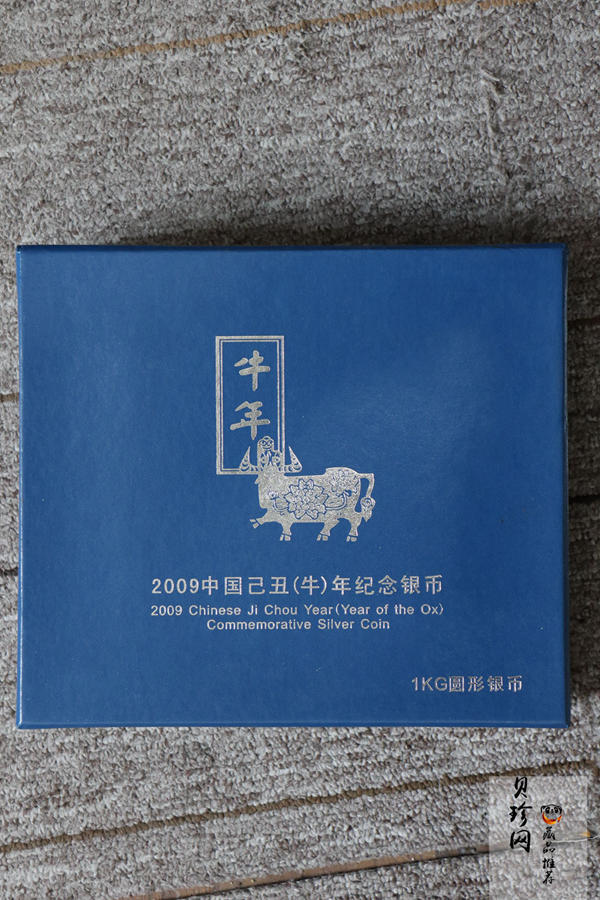 牛年
2009中国己丑(牛)年纪念银币
2009 Chinese Ji Chou Year(Year of the Ox)
Commemorative Silver Coin
1KG圆形银币
贝珍网
藏品推荐